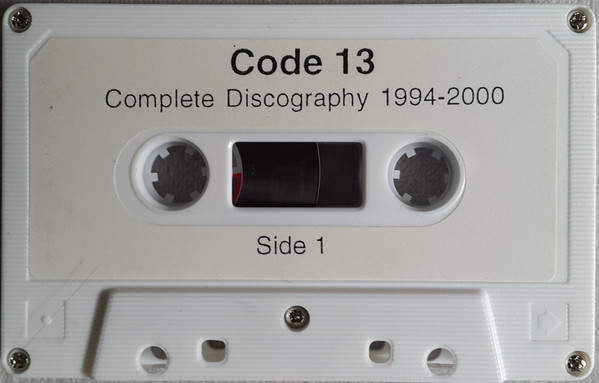 Code 13
Complete Discography 1994-2000
Side 1